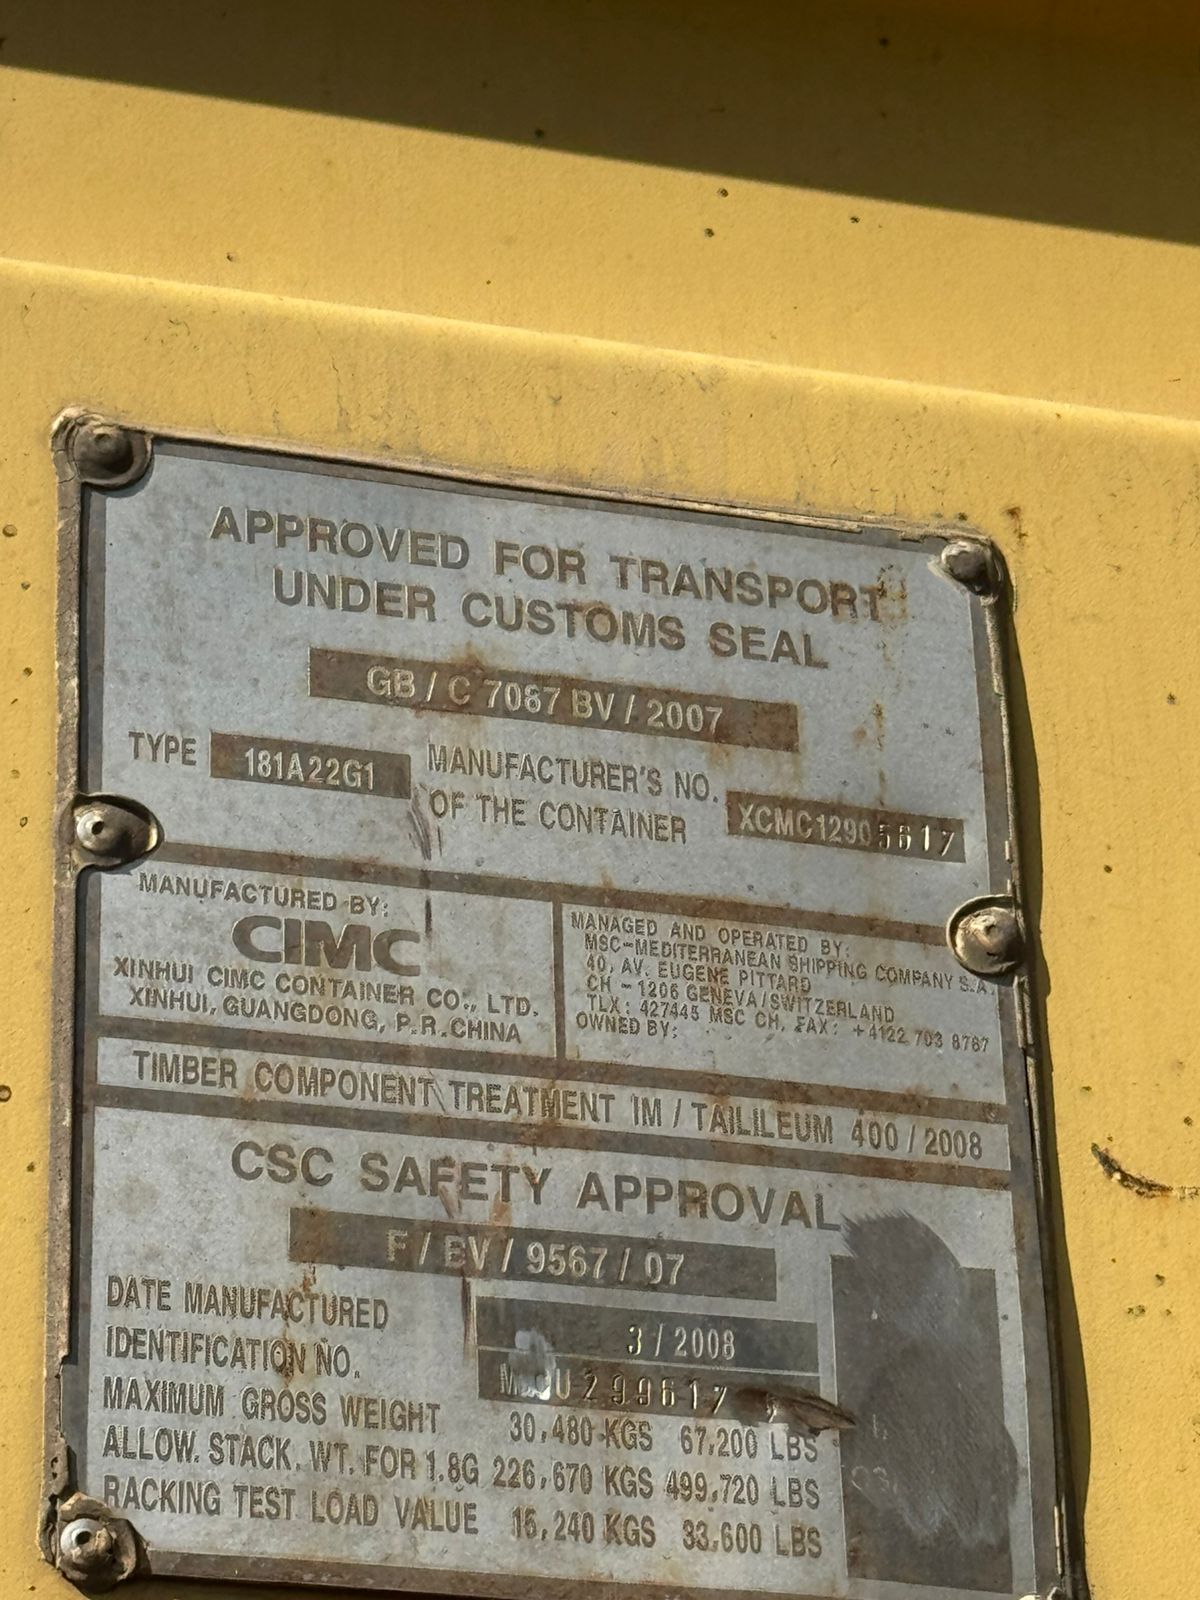 APPROVED FOR TRANSPORT
UNDER CUSTOMS SEAL
GB / C 7087 BV / 2007
TYPE 181A22G1 MANUFACTURER'S NO.
OF THE CONTAINER XCMC12905617
MANUFACTURED BY:
CIMC
XINHUI CIMC CONTAINER CO., LTD.
XINHUI, GUANGDONG, P.R.CHINA
MANAGED AND OPERATED BY:
MSC-MEDITERRANEAN SHIPPING COMPANY S.A.
40, AV. EUGENE PITTARD
CH - 1206 GENEVA/SWITZERLAND
TLX: 427445 MSC CH, FAX: +4122 703 8787
OWNED BY:
TIMBER COMPONENT TREATMENT IM / TAILILEUM 400 / 2008
CSC SAFETY APPROVAL
F / BV / 9567 / 07
DATE MANUFACTURED 3 / 2008
IDENTIFICATION NO.
MAXIMUM GROSS WEIGHT 30,480 KGS 67,200 LBS
ALLOW. STACK. WT. FOR 1.8G 226,670 KGS 499,720 LBS
RACKING TEST LOAD VALUE 15,240 KGS 33,600 LBS